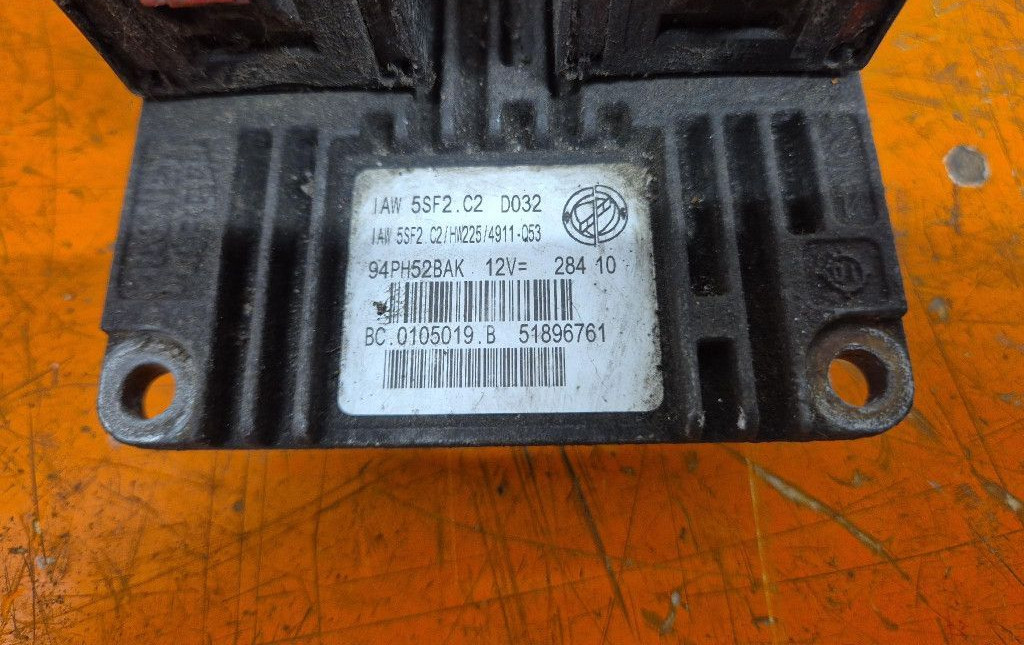 IAW 5SF2.C2 D032
IAW 5SF2.C2/HW225/4911-Q53
94PH52BAK 12V= 284 10
BC.0105019.B 51896761